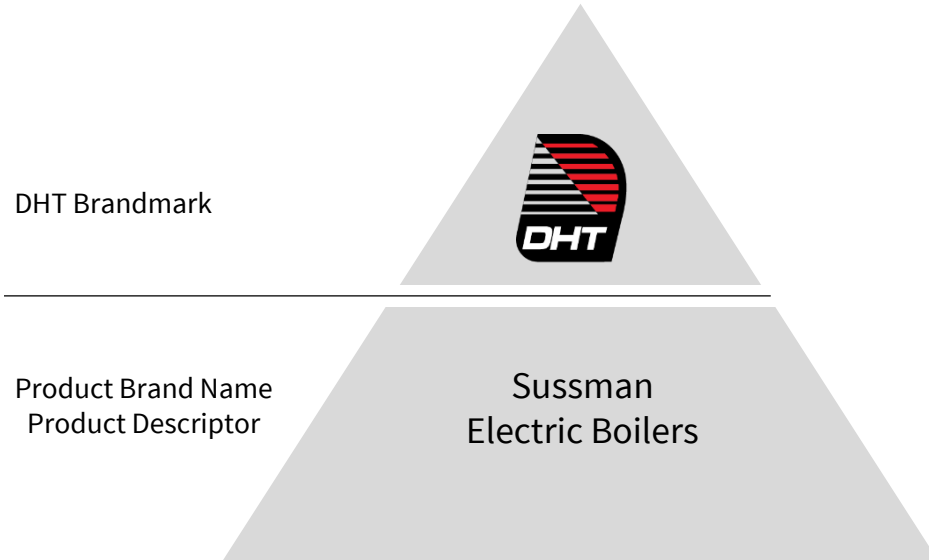 DHT Brandmark
DHT
Product Brand Name
Product Descriptor
Sussman
Electric Boilers